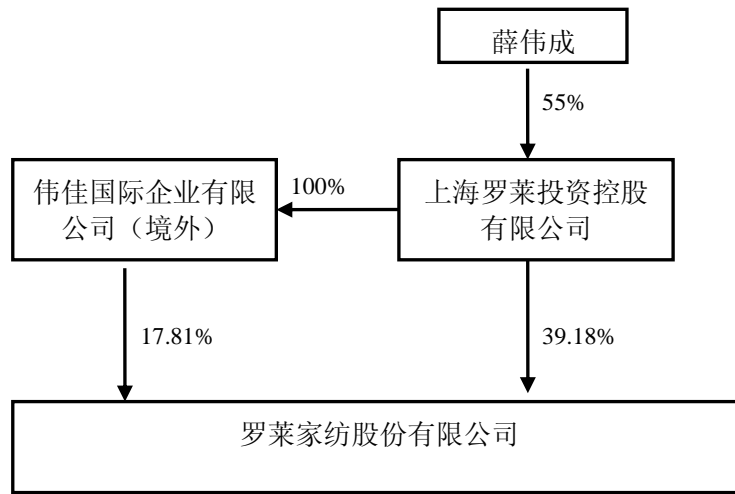 薛伟成
55%
伟佳国际企业有限
公司（境外）
100%
上海罗莱投资控股
有限公司
17.81%
39.18%
罗莱家纺股份有限公司